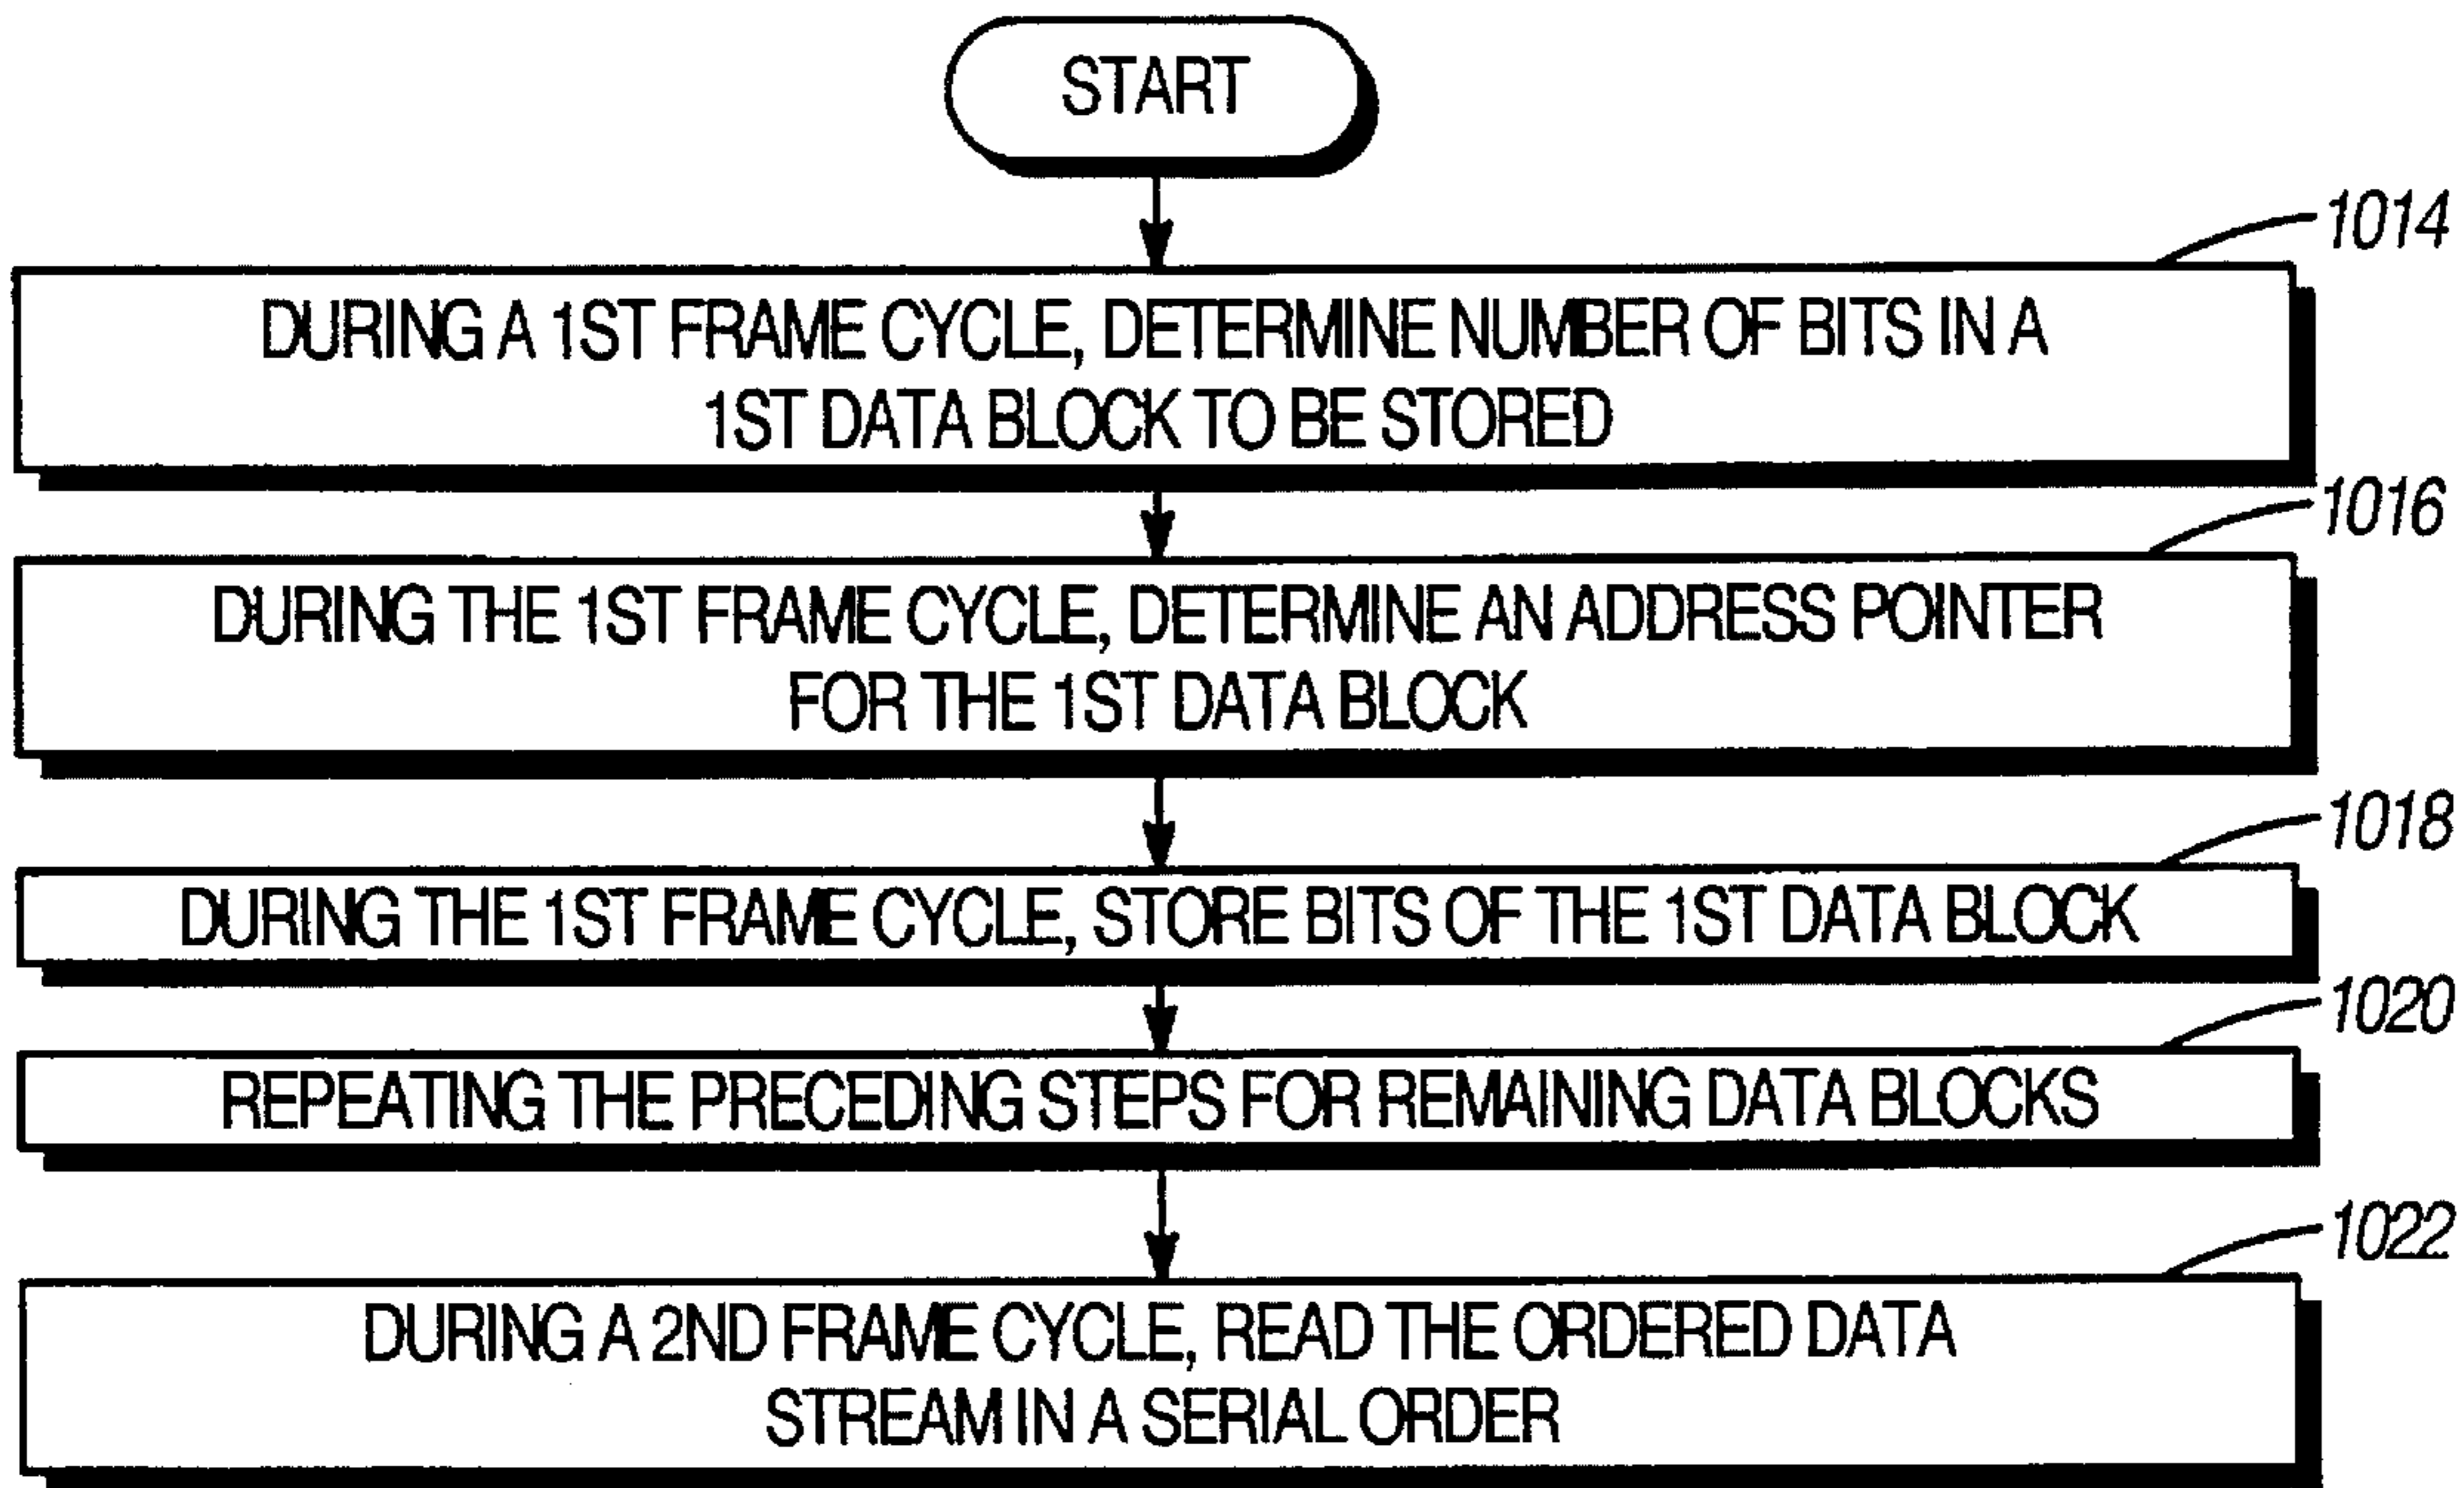 START
1014
DURING A 1ST FRAME CYCLE, DETERMINE NUMBER OF BITS IN A
1ST DATA BLOCK TO BE STORED
1016
DURING THE 1ST FRAME CYCLE, DETERMINE AN ADDRESS POINTER
FOR THE 1ST DATA BLOCK
1018
DURING THE 1ST FRAME CYCLE, STORE BITS OF THE 1ST DATA BLOCK
1020
REPEATING THE PRECEDING STEPS FOR REMAINING DATA BLOCKS
1022
DURING A 2ND FRAME CYCLE, READ THE ORDERED DATA
STREAM IN A SERIAL ORDER